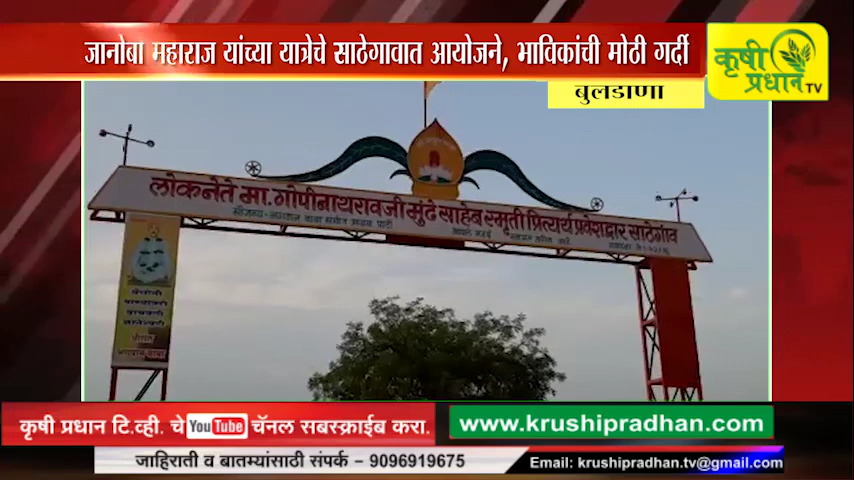 जानोबा महाराज यांच्या यात्रेचे साठेगावात आयोजने, भाविकांची मोठी गर्दी
कृषी
प्रधान
TV
बुलडाणा
लोकनेते मा.गोपीनाथरावजी मुंढे साहेब स्मृती प्रित्यर्थ प्रवेशद्वार साठेगांव
कृषी प्रधान टि.व्ही. चे YouTube चॅनल सबस्क्राईब करा.
www.krushipradhan.com
जाहिराती व बातम्यांसाठी संपर्क – 9096919675
Email: krushipradhan.tv@gmail.com